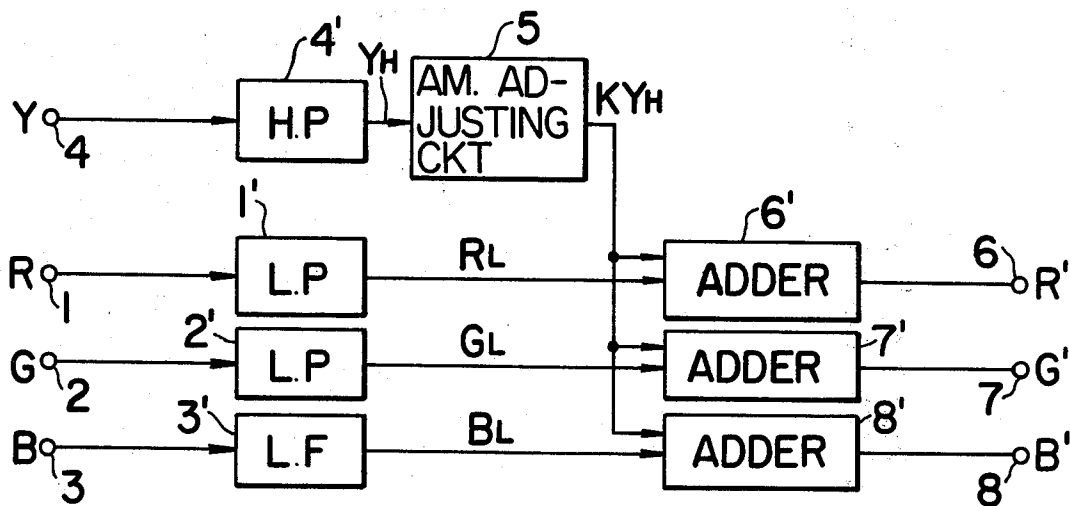 4' 5
YH AM. AD- KYH
Y H.P JUSTING
4 CKT
1' 6'
R L.P RL ADDER 6 R'
1
2' 7'
G L.P GL ADDER G'
2 7
3' 8'
B L.F BL ADDER B'
3 8